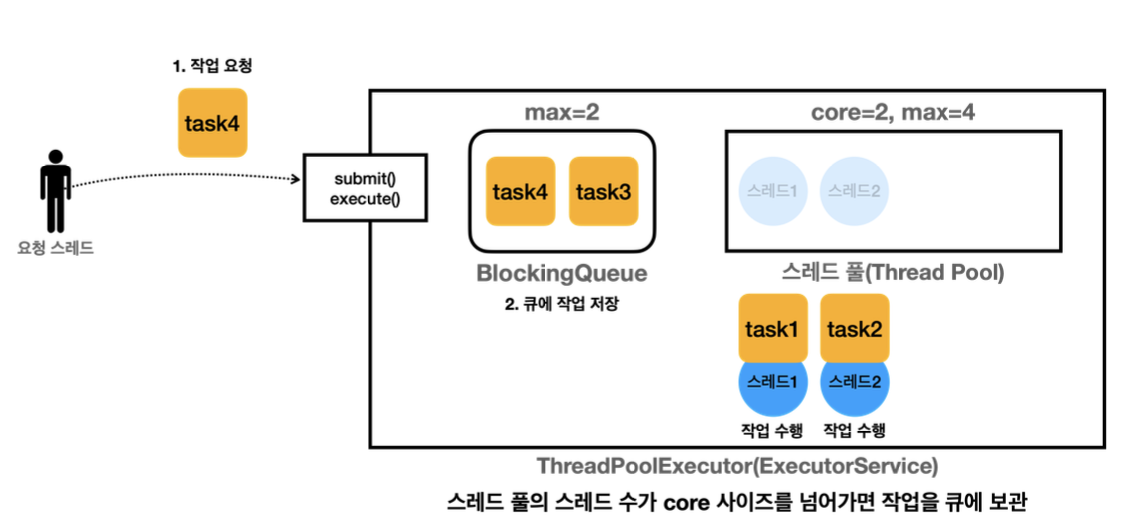 1. 작업 요청
task4
요청 스레드
submit()
execute()
max=2
task4 task3
BlockingQueue
2. 큐에 작업 저장
core=2, max=4
스레드1 스레드2
스레드 풀(Thread Pool)
task1 task2
스레드1 스레드2
작업 수행 작업 수행
ThreadPoolExecutor(ExecutorService)
스레드 풀의 스레드 수가 core 사이즈를 넘어가면 작업을 큐에 보관